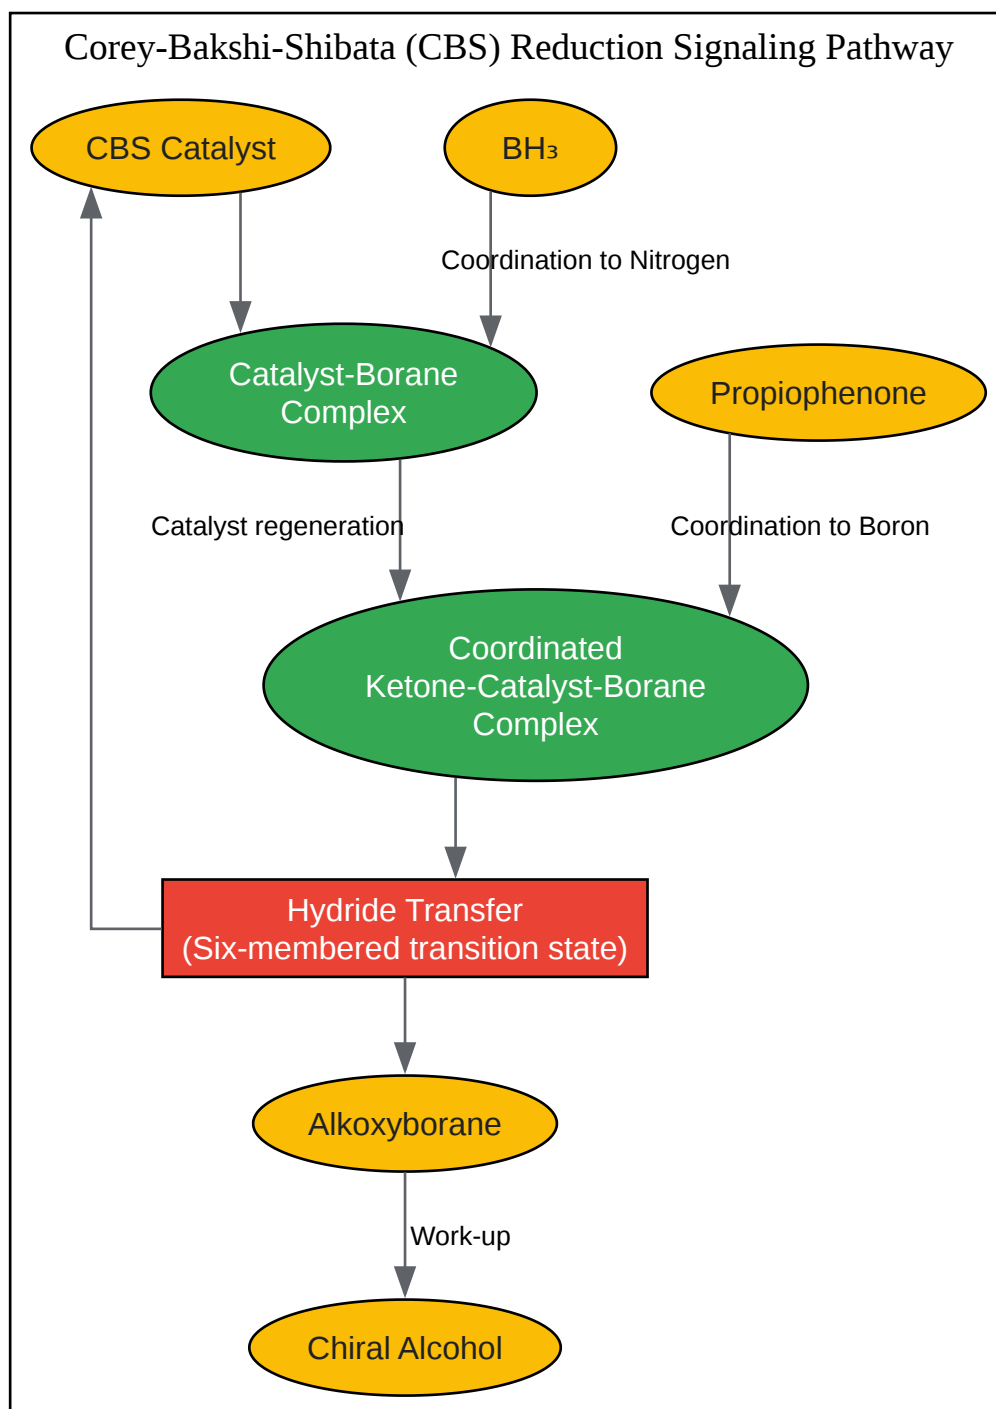 Corey-Bakshi-Shibata (CBS) Reduction Signaling Pathway
CBS Catalyst
BH₃
Coordination to Nitrogen
Catalyst-Borane
Complex
Propiophenone
Catalyst regeneration
Coordination to Boron
Coordinated
Ketone-Catalyst-Borane
Complex
Hydride Transfer
(Six-membered transition state)
Alkoxyborane
Work-up
Chiral Alcohol